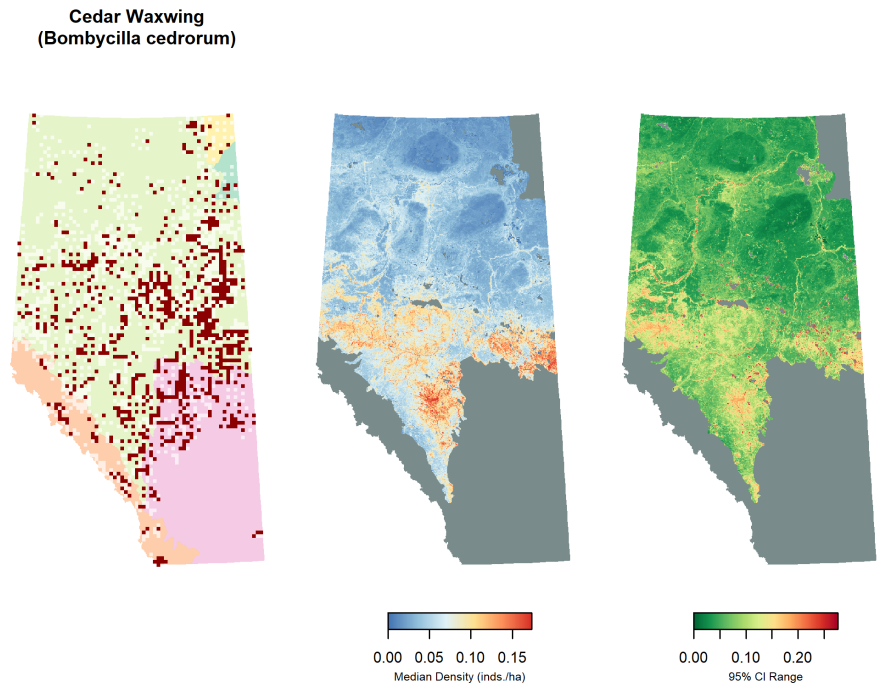 Cedar Waxwing
(Bombycilla cedrorum)
0.00 0.05 0.10 0.15
Median Density (inds./ha)
0.00 0.10 0.20
95% CI Range